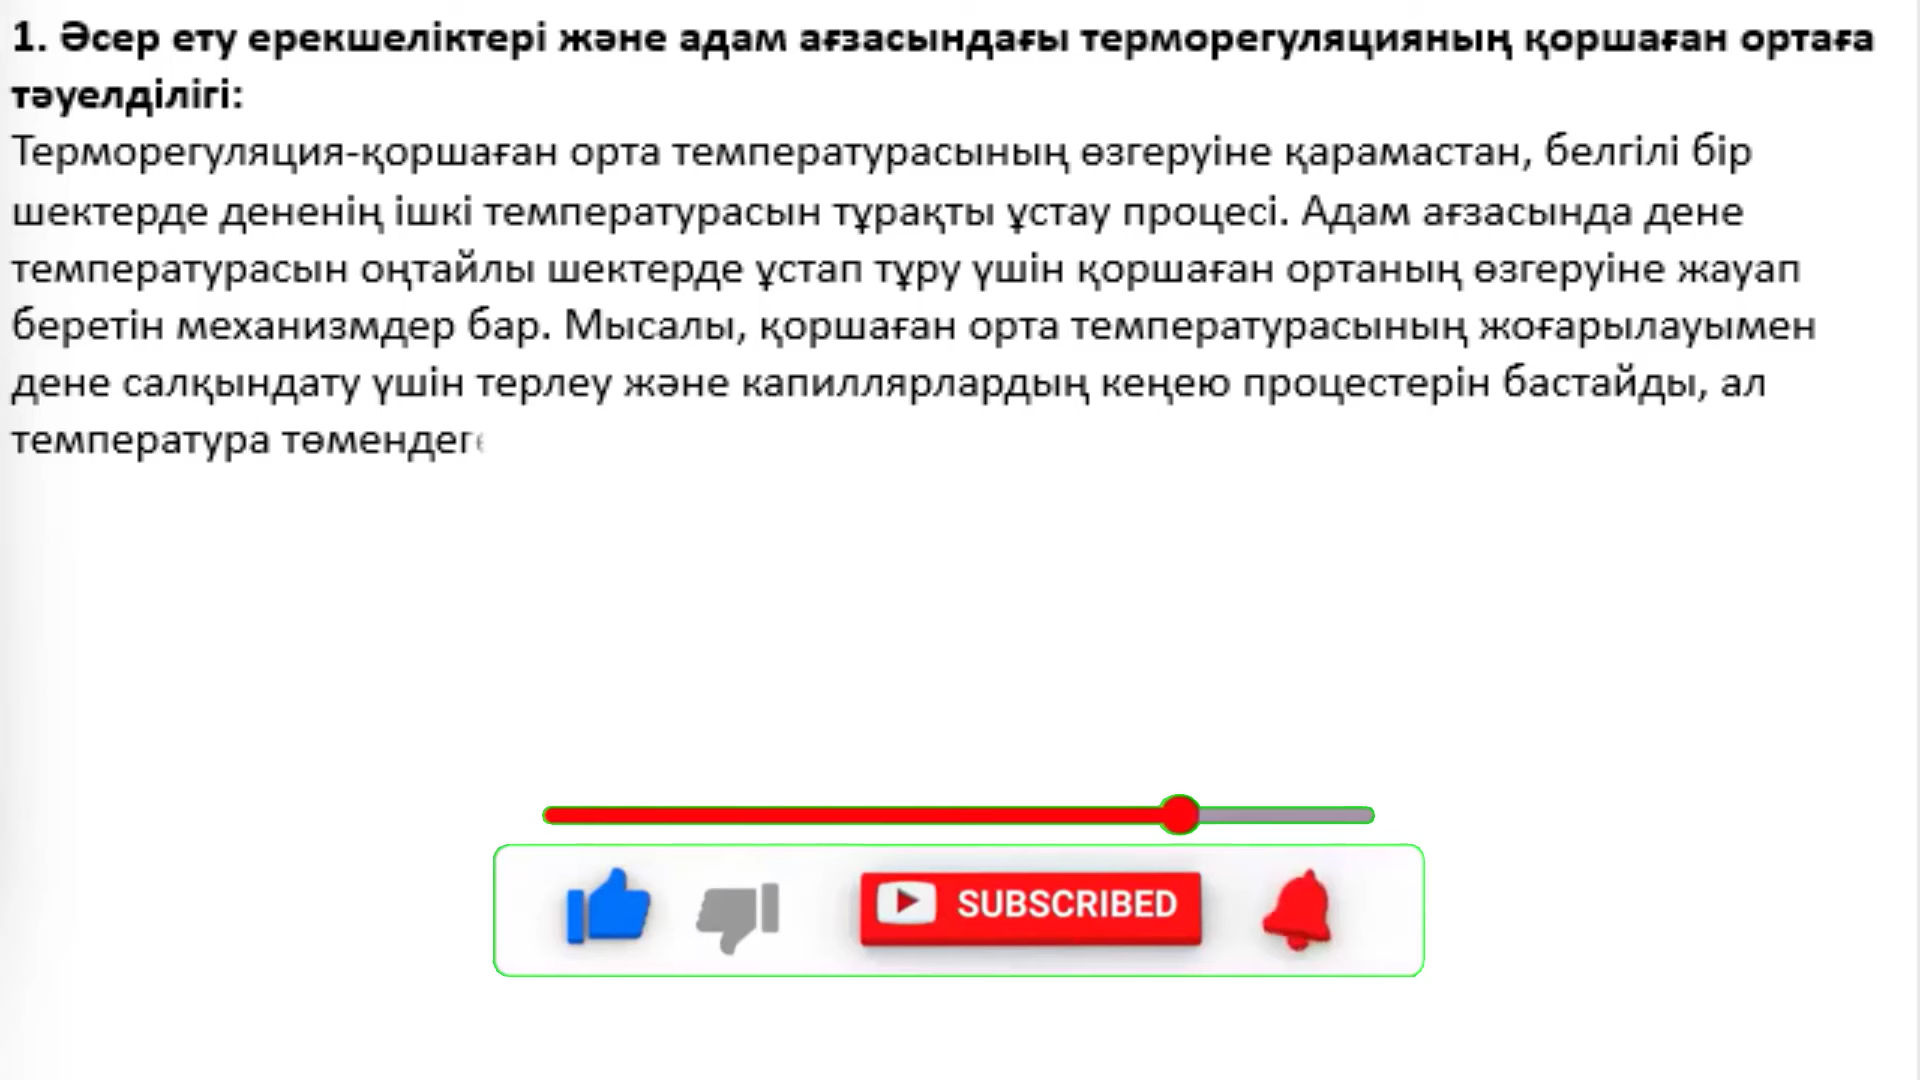 1. Әсер ету ерекшеліктері және адам ағзасындағы терморегуляцияның қоршаған ортаға
тәуелділігі:
Терморегуляция-қоршаған орта температурасының өзгеруіне қарамастан, белгілі бір
шектерде дененің ішкі температурасын тұрақты ұстау процесі. Адам ағзасында дене
температурасын оңтайлы шектерде ұстап тұру үшін қоршаған ортаның өзгеруіне жауап
беретін механизмдер бар. Мысалы, қоршаған орта температурасының жоғарылауымен
дене салқындату үшін терлеу және капиллярлардың кеңею процестерін бастайды, ал
температура
SUBSCRIBED